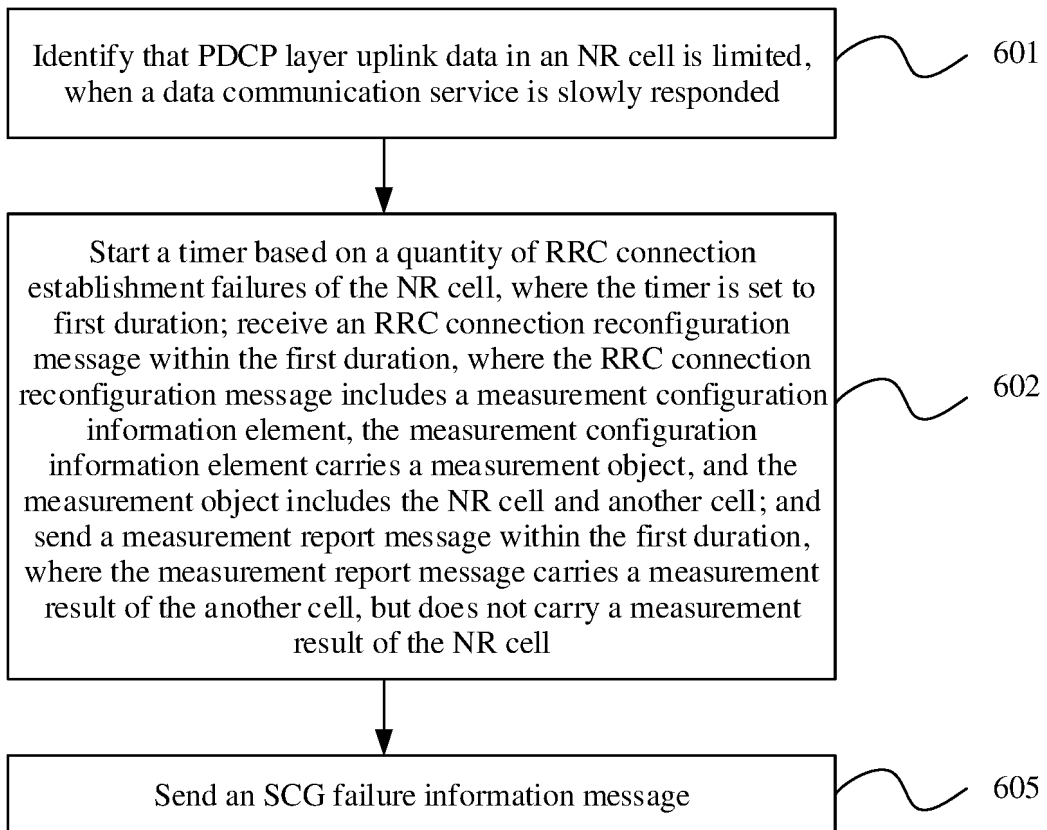 Identify that PDCP layer uplink data in an NR cell is limited,
when a data communication service is slowly responded
601
Start a timer based on a quantity of RRC connection
establishment failures of the NR cell, where the timer is set to
first duration; receive an RRC connection reconfiguration
message within the first duration, where the RRC connection
reconfiguration message includes a measurement configuration
information element, the measurement configuration
information element carries a measurement object, and the
measurement object includes the NR cell and another cell; and
send a measurement report message within the first duration,
where the measurement report message carries a measurement
result of the another cell, but does not carry a measurement
result of the NR cell
602
Send an SCG failure information message
605